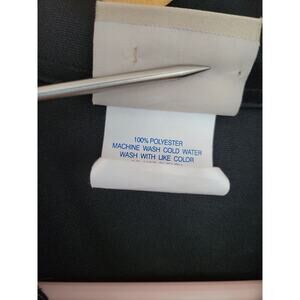 100% POLYESTER
MACHINE WASH COLD WATER
WASH WITH LIKE COLOR